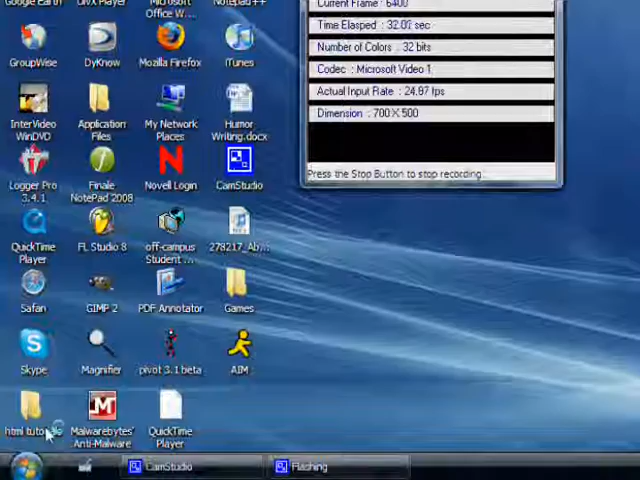 Google Earth
DivX Player
Microsoft
Office W...
Notepad++
Current Frame : 6400
Time Elasped : 32.07 sec
Number of Colors : 32 bits
Codec : Microsoft Video 1
Actual Input Rate : 24.97 fps
Dimension : 700 X 500
Press the Stop Button to stop recording
GroupWise
DyKnow
Mozilla Firefox
iTunes
InterVideo
WinDVD
Application
Files
My Network
Places
Humor
Writing.docx
Logger Pro
3.4.1
Finale
NotePad 2008
Novell Login
CamStudio
QuickTime
Player
FL Studio 8
off-campus
Student ...
278217_Ab...
Safari
GIMP 2
PDF Annotator
Games
Skype
Magnifier
pivot 3.1 beta
AIM
html tutorials
Malwarebytes'
Anti-Malware
QuickTime
Player
CamStudio
Flashing